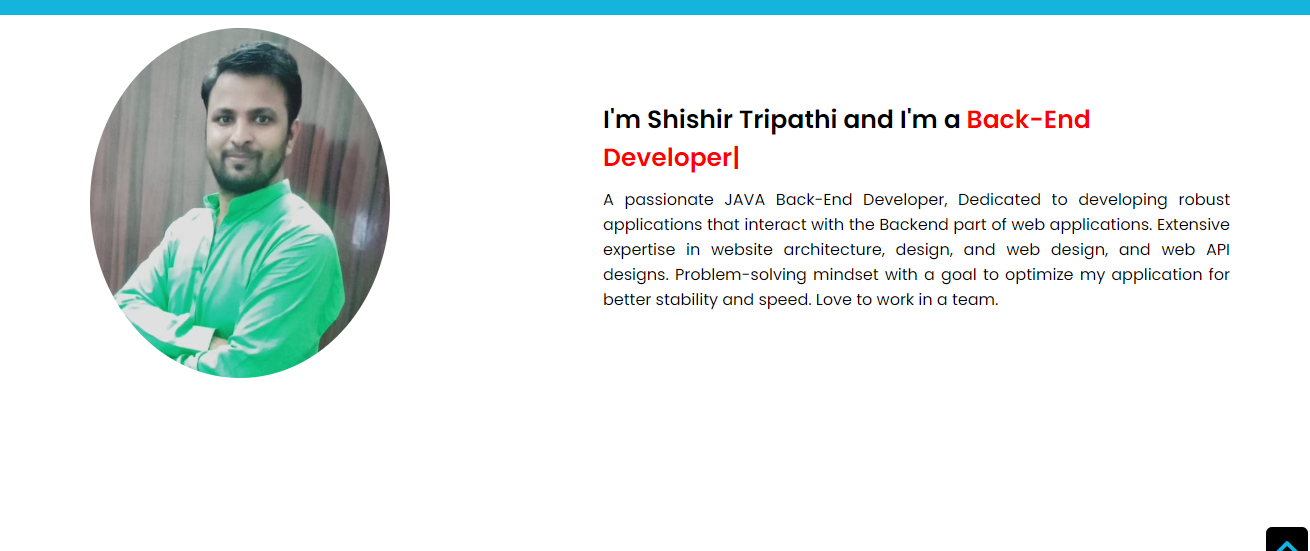 I'm Shishir Tripathi and I'm a Back-End
Developer|
A passionate JAVA Back-End Developer, Dedicated to developing robust
applications that interact with the Backend part of web applications. Extensive
expertise in website architecture, design, and web design, and web API
designs. Problem-solving mindset with a goal to optimize my application for
better stability and speed. Love to work in a team.